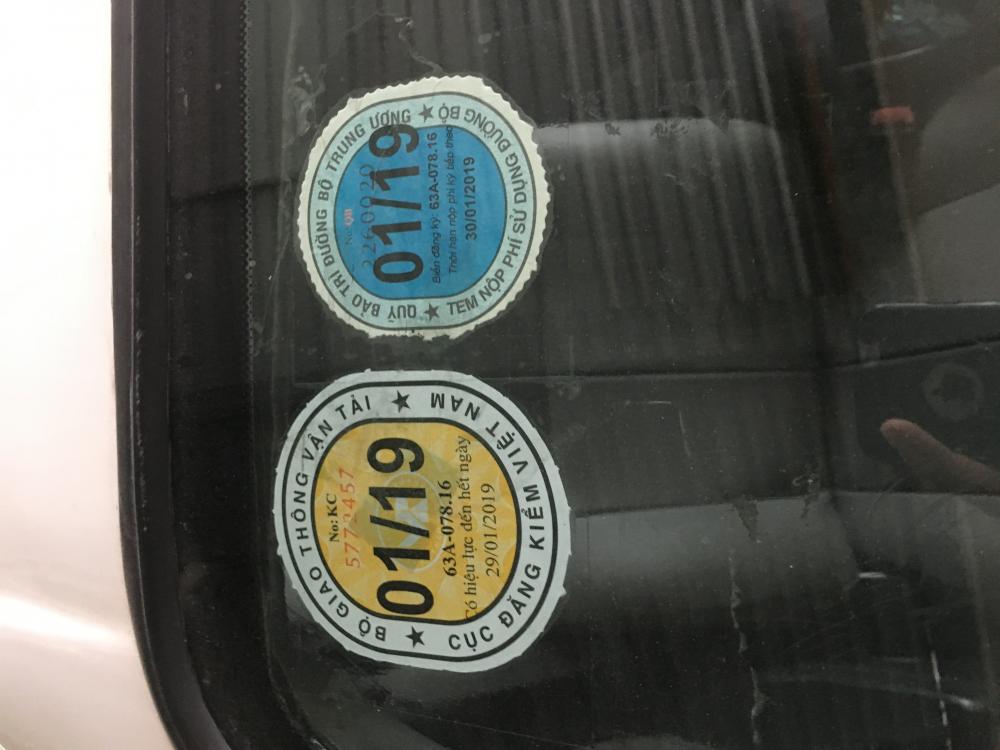 QUỸ BẢO TRÌ ĐƯỜNG BỘ TRUNG ƯƠNG ★
No: QB
2260020
01/19
Biển đăng ký: 63A-078.16
Thời hạn nộp phí kỳ tiếp theo
30/01/2019
★ TEM NỘP PHÍ SỬ DỤNG ĐƯỜNG BỘ
BỘ GIAO THÔNG VẬN TẢI ★
No: KC
5772457
01/19
63A-078.16
Có hiệu lực đến hết ngày
29/01/2019
★ CỤC ĐĂNG KIỂM VIỆT NAM